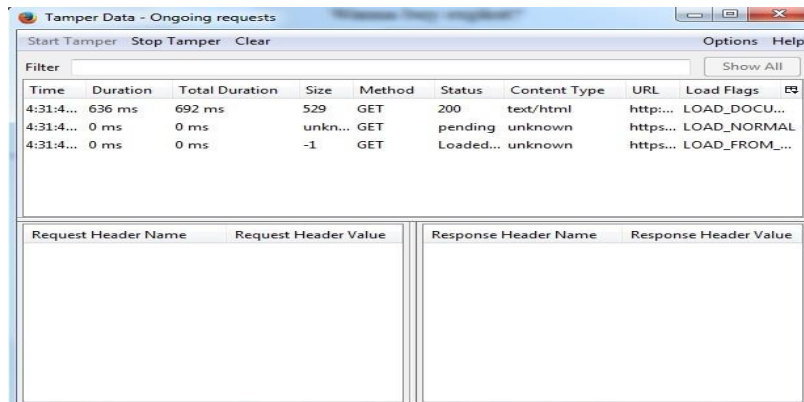 Tamper Data - Ongoing requests
Start Tamper Stop Tamper Clear Options Help
Filter Show All
Time Duration Total Duration Size Method Status Content Type URL Load Flags
4:31:4... 636 ms 692 ms 529 GET 200 text/html http:... LOAD_DOCU...
4:31:4... 0 ms 0 ms unkn... GET pending unknown https... LOAD_NORMAL
4:31:4... 0 ms 0 ms -1 GET Loaded... unknown https... LOAD_FROM_...
Request Header Name Request Header Value Response Header Name Response Header Value